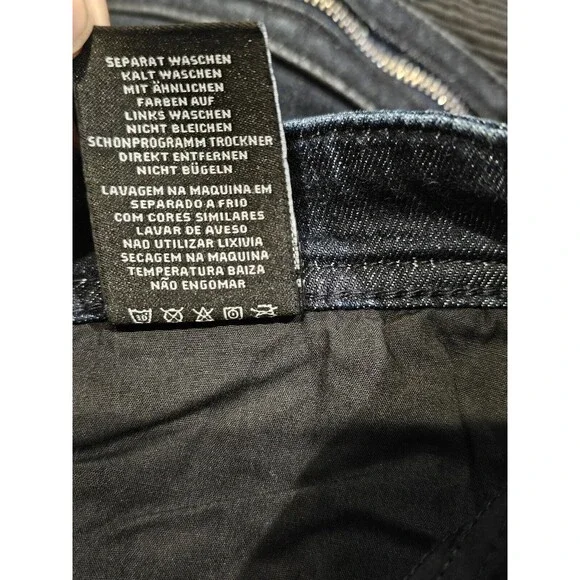 SEPARAT WASCHEN
KALT WASCHEN
MIT ÄHNLICHEN
FARBEN AUF
LINKS WASCHEN
NICHT BLEICHEN
SCHONPROGRAMM TROCKNER
DIREKT ENTFERNEN
NICHT BÜGELN
LAVAGEM NA MAQUINA EM
SEPARADO A FRIO
COM CORES SIMILARES
LAVAR DE AVESO
NÃO UTILIZAR LIXIVIA
SECAGEM NA MAQUINA
TEMPERATURA BAIZA
NÃO ENGOMAR